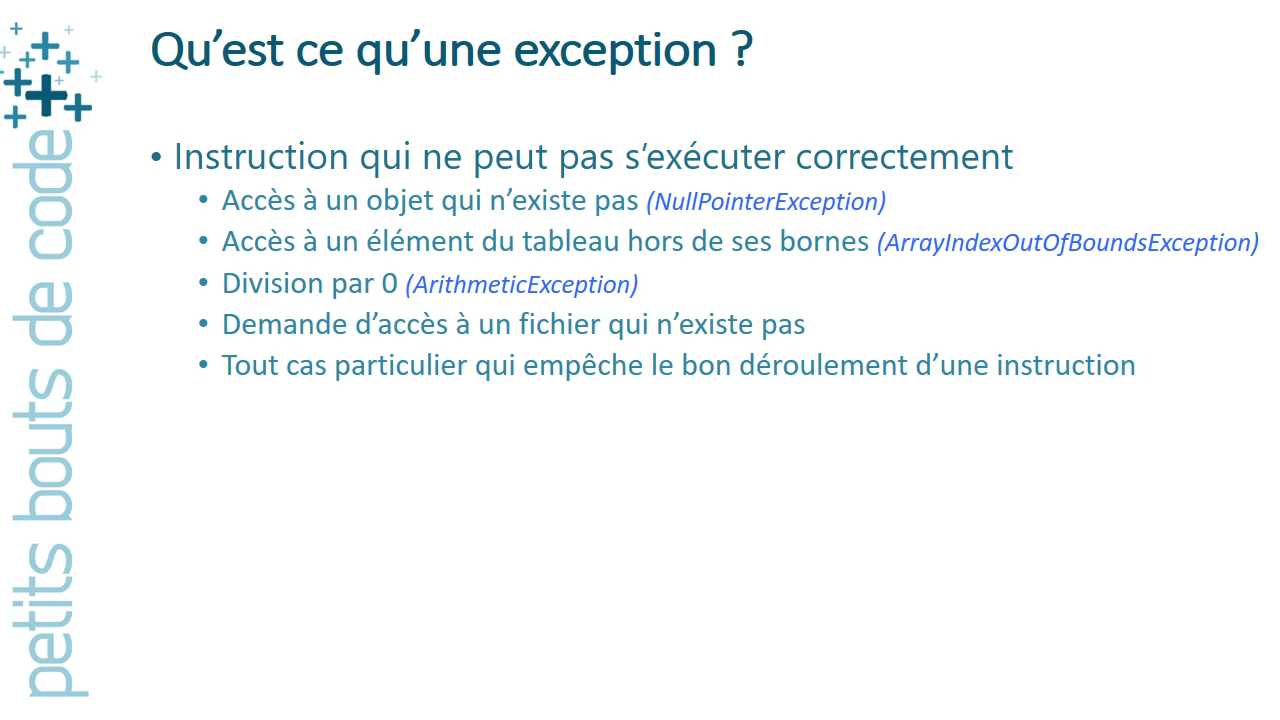 Qu’est ce qu’une exception ?
• Instruction qui ne peut pas s’exécuter correctement
• Accès à un objet qui n’existe pas (NullPointerException)
• Accès à un élément du tableau hors de ses bornes (ArrayIndexOutOfBoundsException)
• Division par 0 (ArithmeticException)
• Demande d’accès à un fichier qui n’existe pas
• Tout cas particulier qui empêche le bon déroulement d’une instruction
petits bouts de code